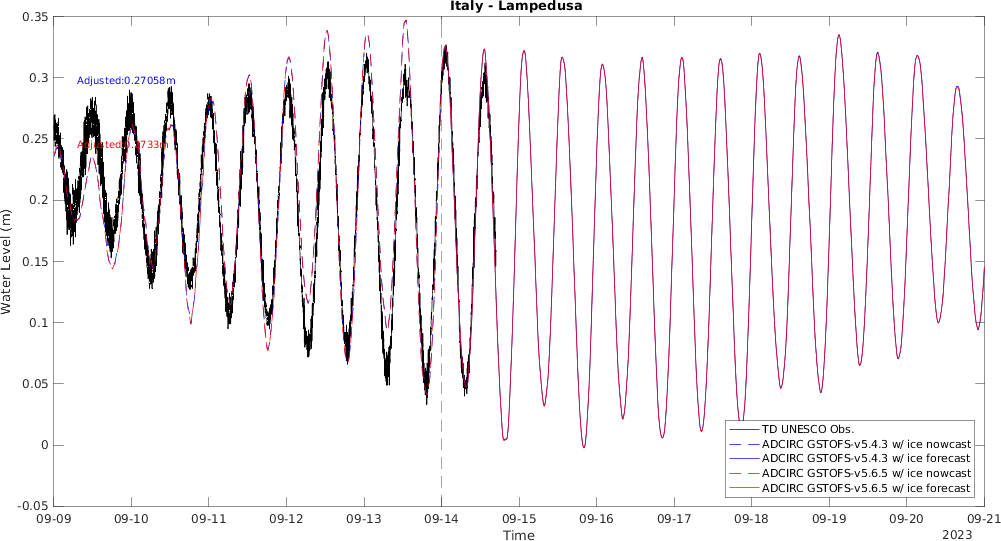 Italy - Lampedusa
0.35
0.3
0.25
0.2
0.15
0.1
0.05
0
-0.05
Water Level (m)
Adjusted:0.27058m
TD UNESCO Obs.
ADCIRC GSTOFS-v5.4.3 w/ ice nowcast
ADCIRC GSTOFS-v5.4.3 w/ ice forecast
ADCIRC GSTOFS-v5.6.5 w/ ice nowcast
ADCIRC GSTOFS-v5.6.5 w/ ice forecast
09-09 09-10 09-11 09-12 09-13 09-14 09-15 09-16 09-17 09-18 09-19 09-20 09-21
Time
2023